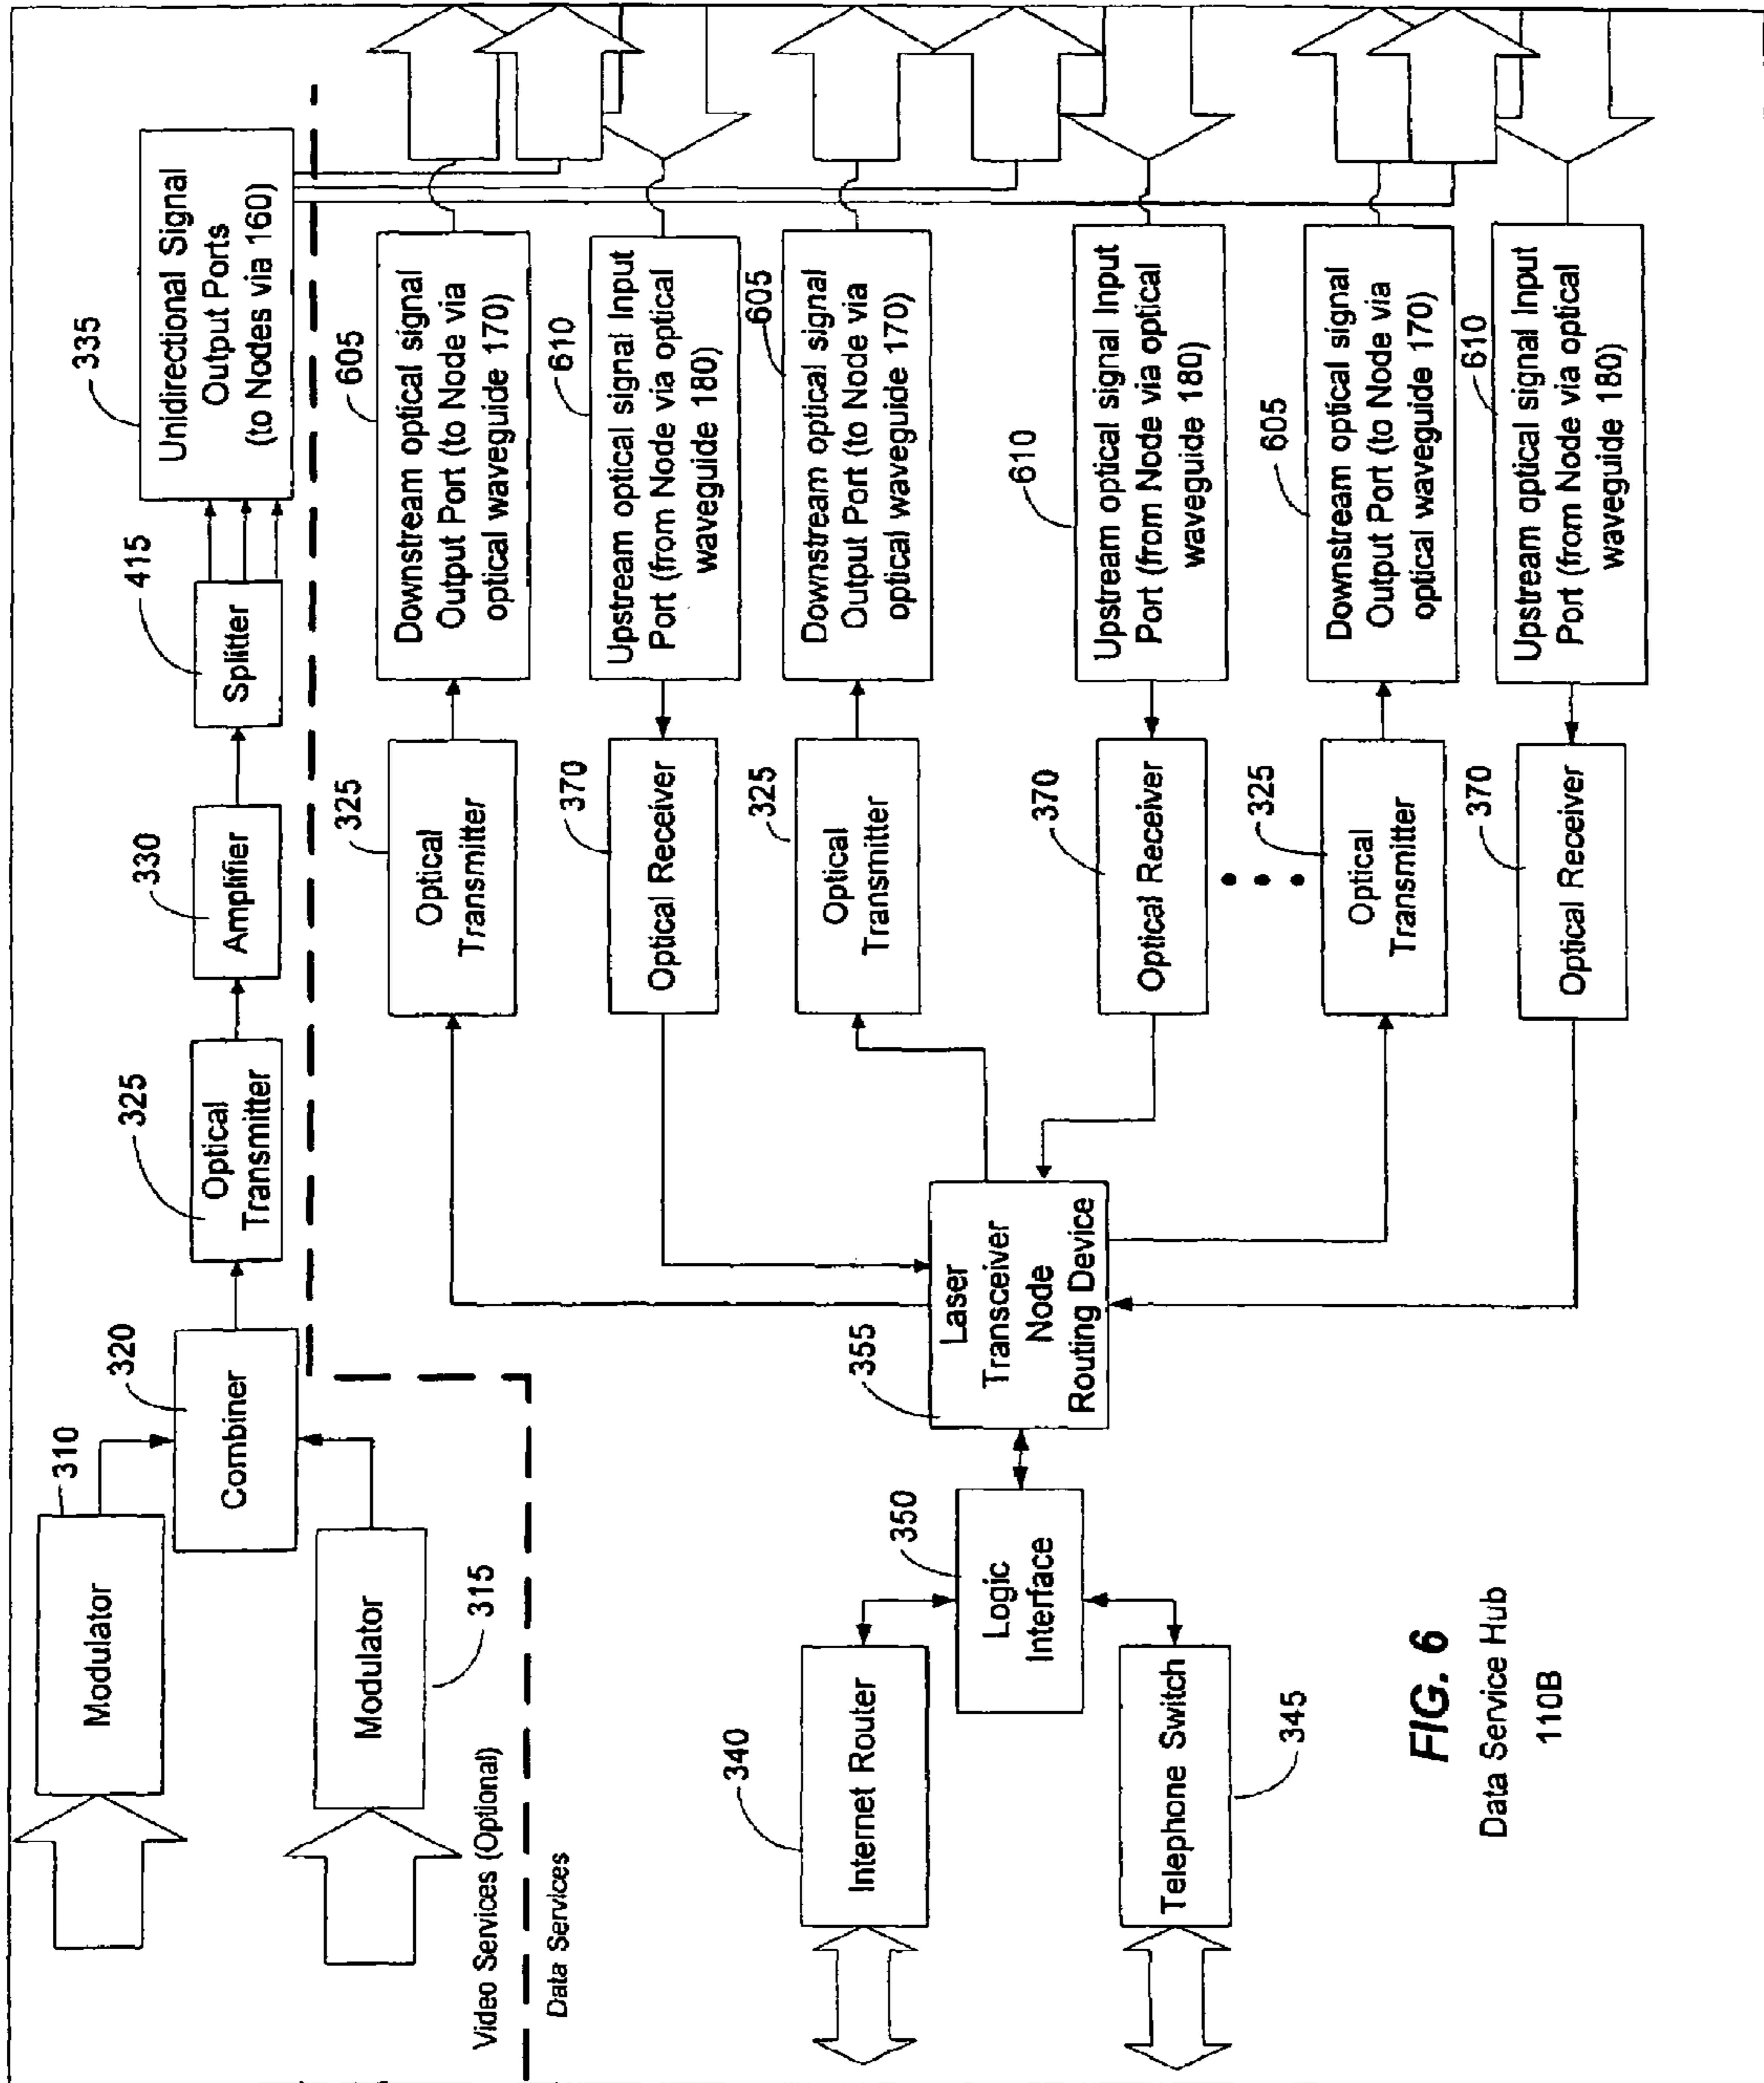 310
Modulator
320
Combiner
Modulator
315
325
Optical
Transmitter
330
Amplifier
415
Splitter
335
Unidirectional Signal
Output Ports
(to Nodes via 160)
Video Services (Optional)
Data Services
325
Optical
Transmitter
605
Downstream optical signal
Output Port (to Node via
optical waveguide 170)
370
Optical Receiver
610
Upstream optical signal Input
Port (from Node via optical
waveguide 180)
325
Optical
Transmitter
605
Downstream optical signal
Output Port (to Node via
optical waveguide 170)
340
Internet Router
350
Logic
Interface
355
Laser
Transceiver
Node
Routing Device
370
Optical Receiver
610
Upstream optical signal Input
Port (from Node via optical
waveguide 180)
Telephone Switch
345
325
Optical
Transmitter
605
Downstream optical signal
Output Port (to Node via
optical waveguide 170)
370
Optical Receiver
610
Upstream optical signal Input
Port (from Node via optical
waveguide 180)
FIG. 6
Data Service Hub
110B